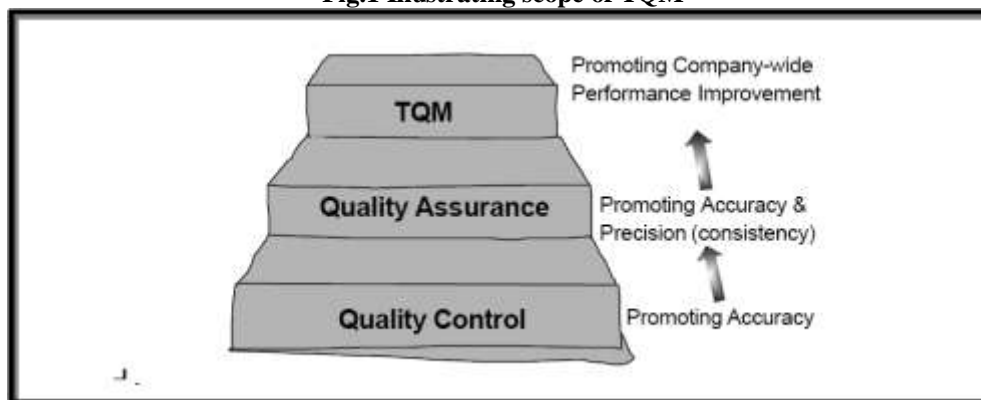 Fig.1 Illustrating scope of TQM
Promoting Company-wide
Performance Improvement
TQM
Quality Assurance
Promoting Accuracy &
Precision (consistency)
Quality Control
Promoting Accuracy